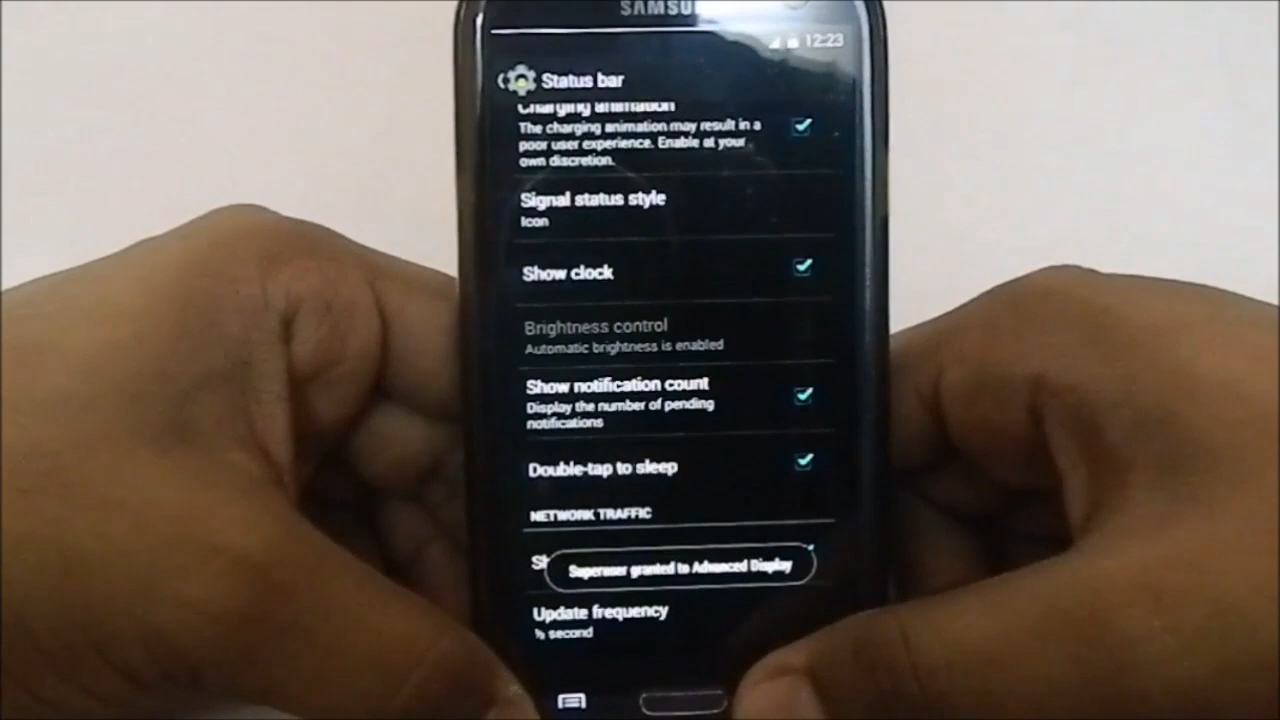 SAMSU
12:23
Status bar
Charging animation
The charging animation may result in a
poor user experience. Enable at your
own discretion.
Signal status style
Icon
Show clock
Brightness control
Automatic brightness is enabled
Show notification count
Display the number of pending
notifications
Double-tap to sleep
NETWORK TRAFFIC
Sh
Superuser granted to Advanced Display
Update frequency
½ second